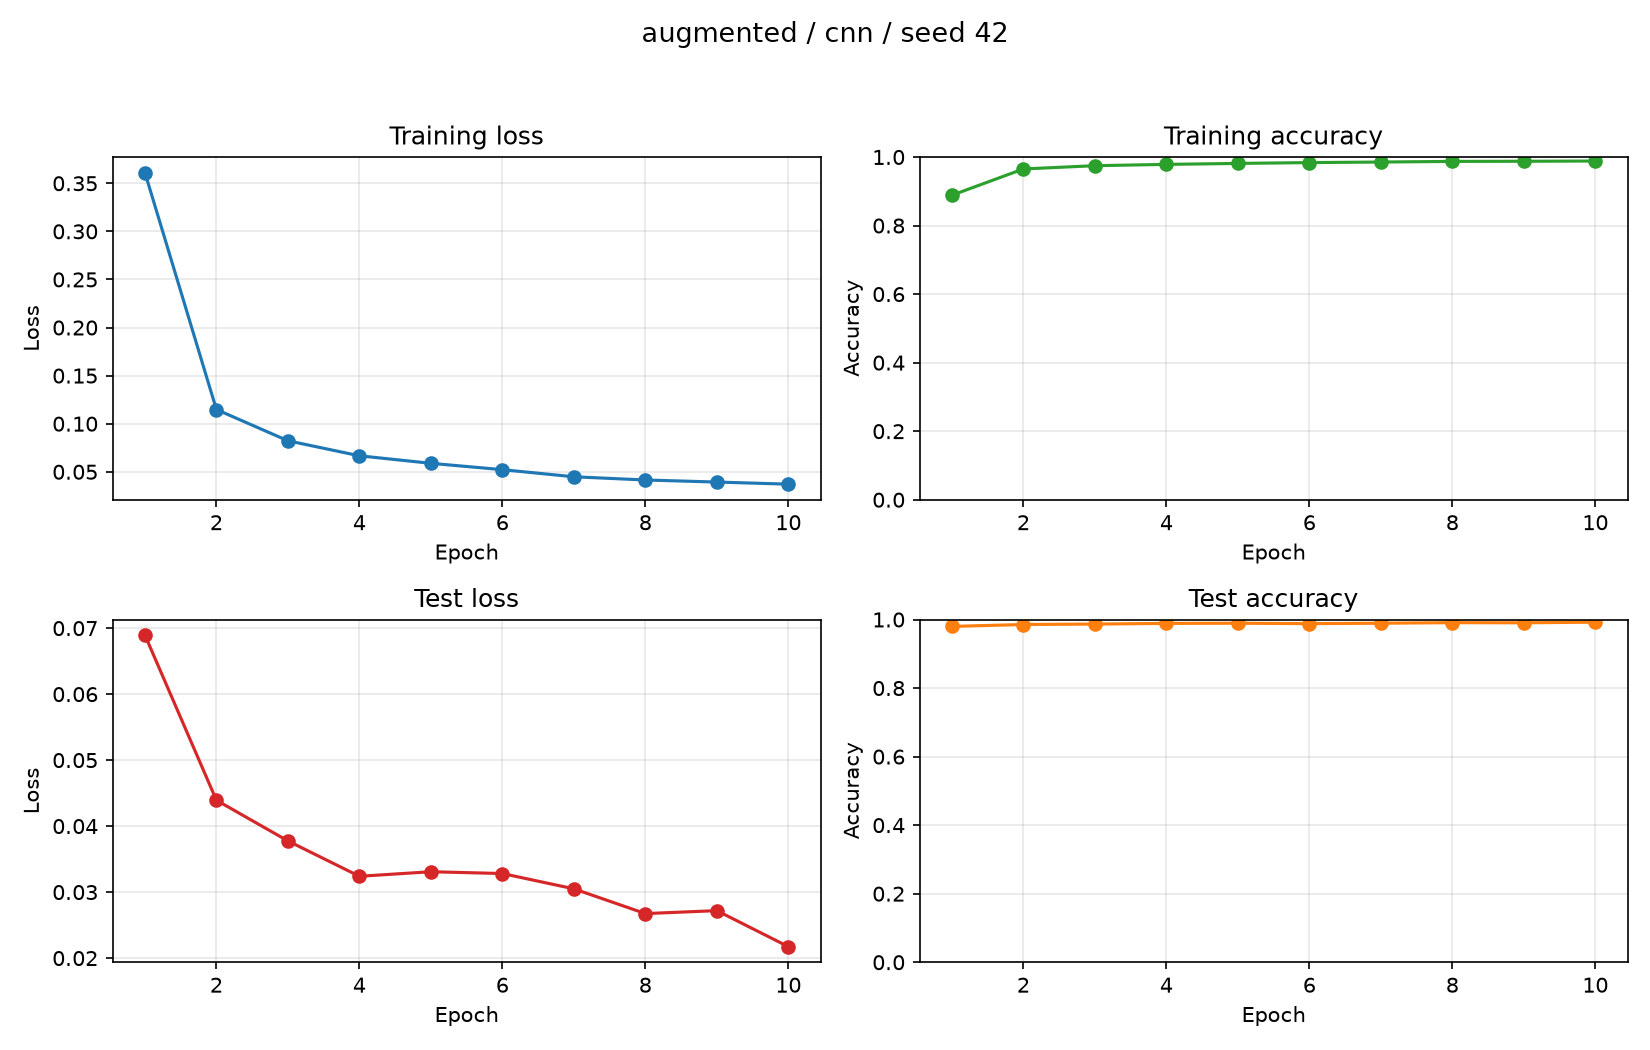 augmented / cnn / seed 42
Training loss
Loss
0.35
0.30
0.25
0.20
0.15
0.10
0.05
2 4 6 8 10
Epoch
Training accuracy
Accuracy
1.0
0.8
0.6
0.4
0.2
0.0
2 4 6 8 10
Epoch
Test loss
Loss
0.07
0.06
0.05
0.04
0.03
0.02
2 4 6 8 10
Epoch
Test accuracy
Accuracy
1.0
0.8
0.6
0.4
0.2
0.0
2 4 6 8 10
Epoch